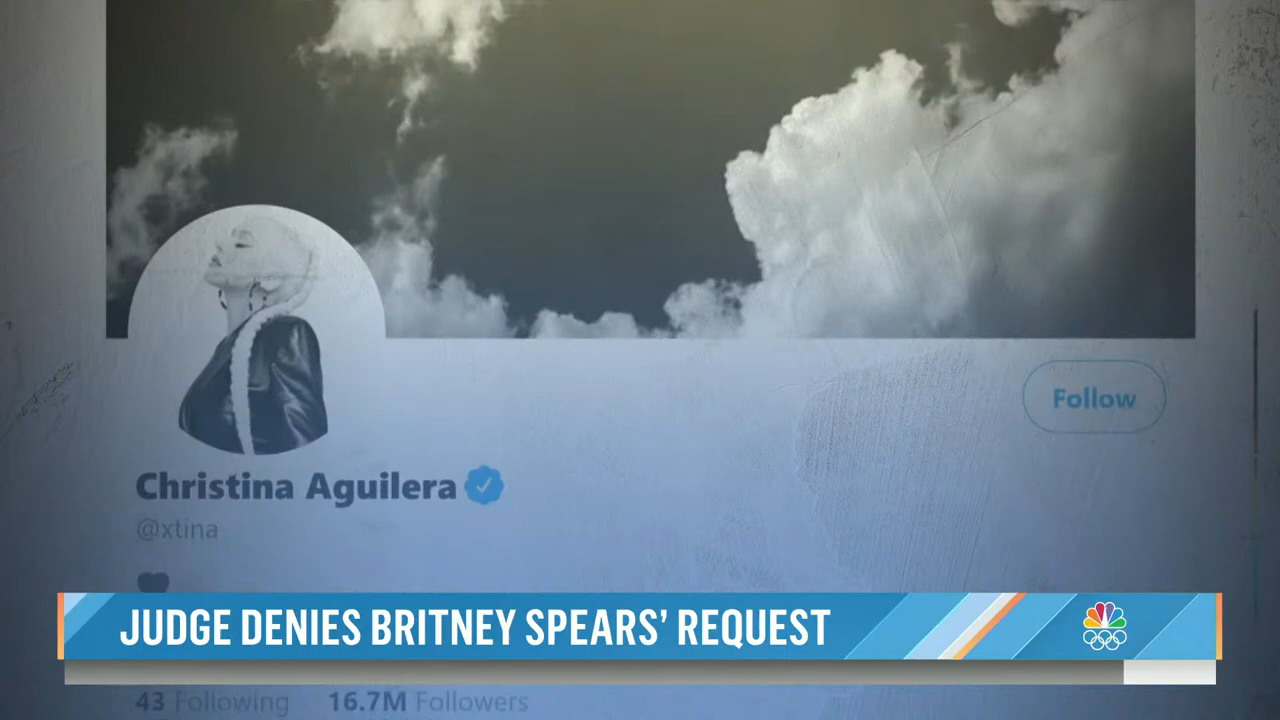 Follow
Christina Aguilera
@xtina
JUDGE DENIES BRITNEY SPEARS’ REQUEST
43 Following 16.7M Followers